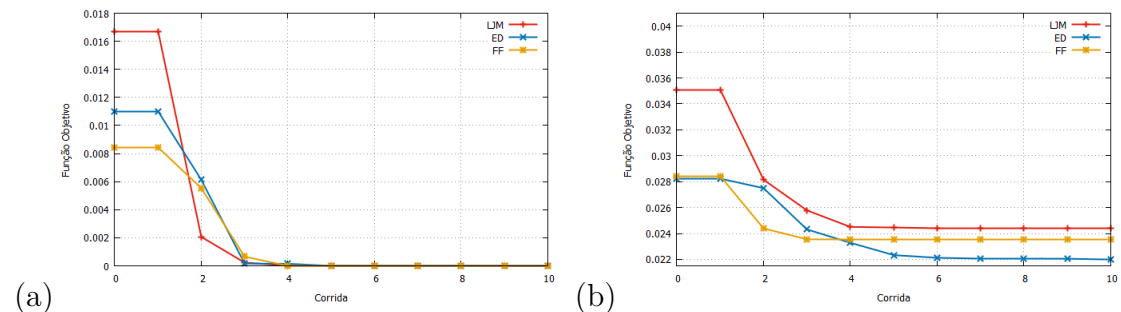 0.018
0.016
0.014
0.012
0.01
0.008
0.006
0.004
0.002
0
0 2 4 6 8 10
Função Objetivo
Corrida
LJM
ED
FF
(a)
0.04
0.038
0.036
0.034
0.032
0.03
0.028
0.026
0.024
0.022
0 2 4 6 8 10
Função Objetivo
Corrida
LJM
ED
FF
(b)